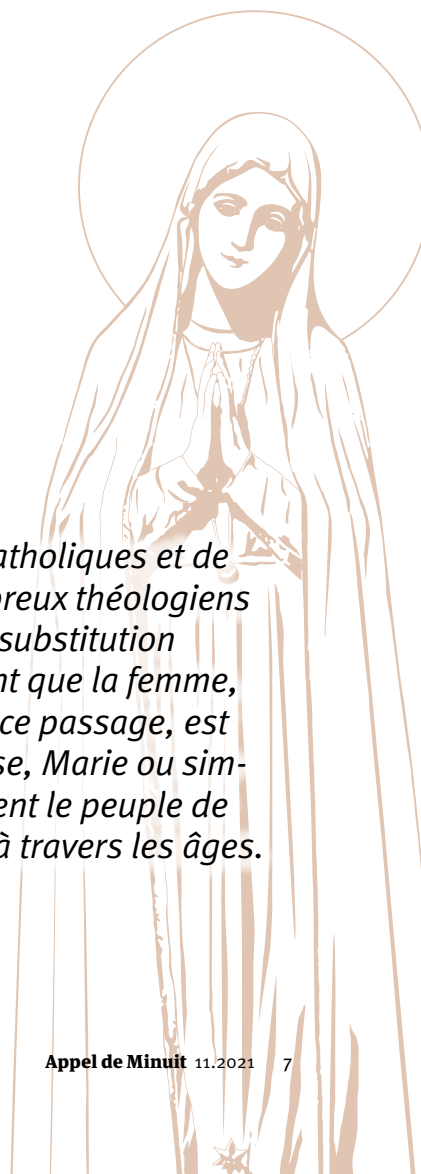 atholiques et de
reux théologiens
substitution
nt que la femme,
ce passage, est
se, Marie ou sim-
ent le peuple de
à travers les âges.
Appel de Minuit 11.2021 7